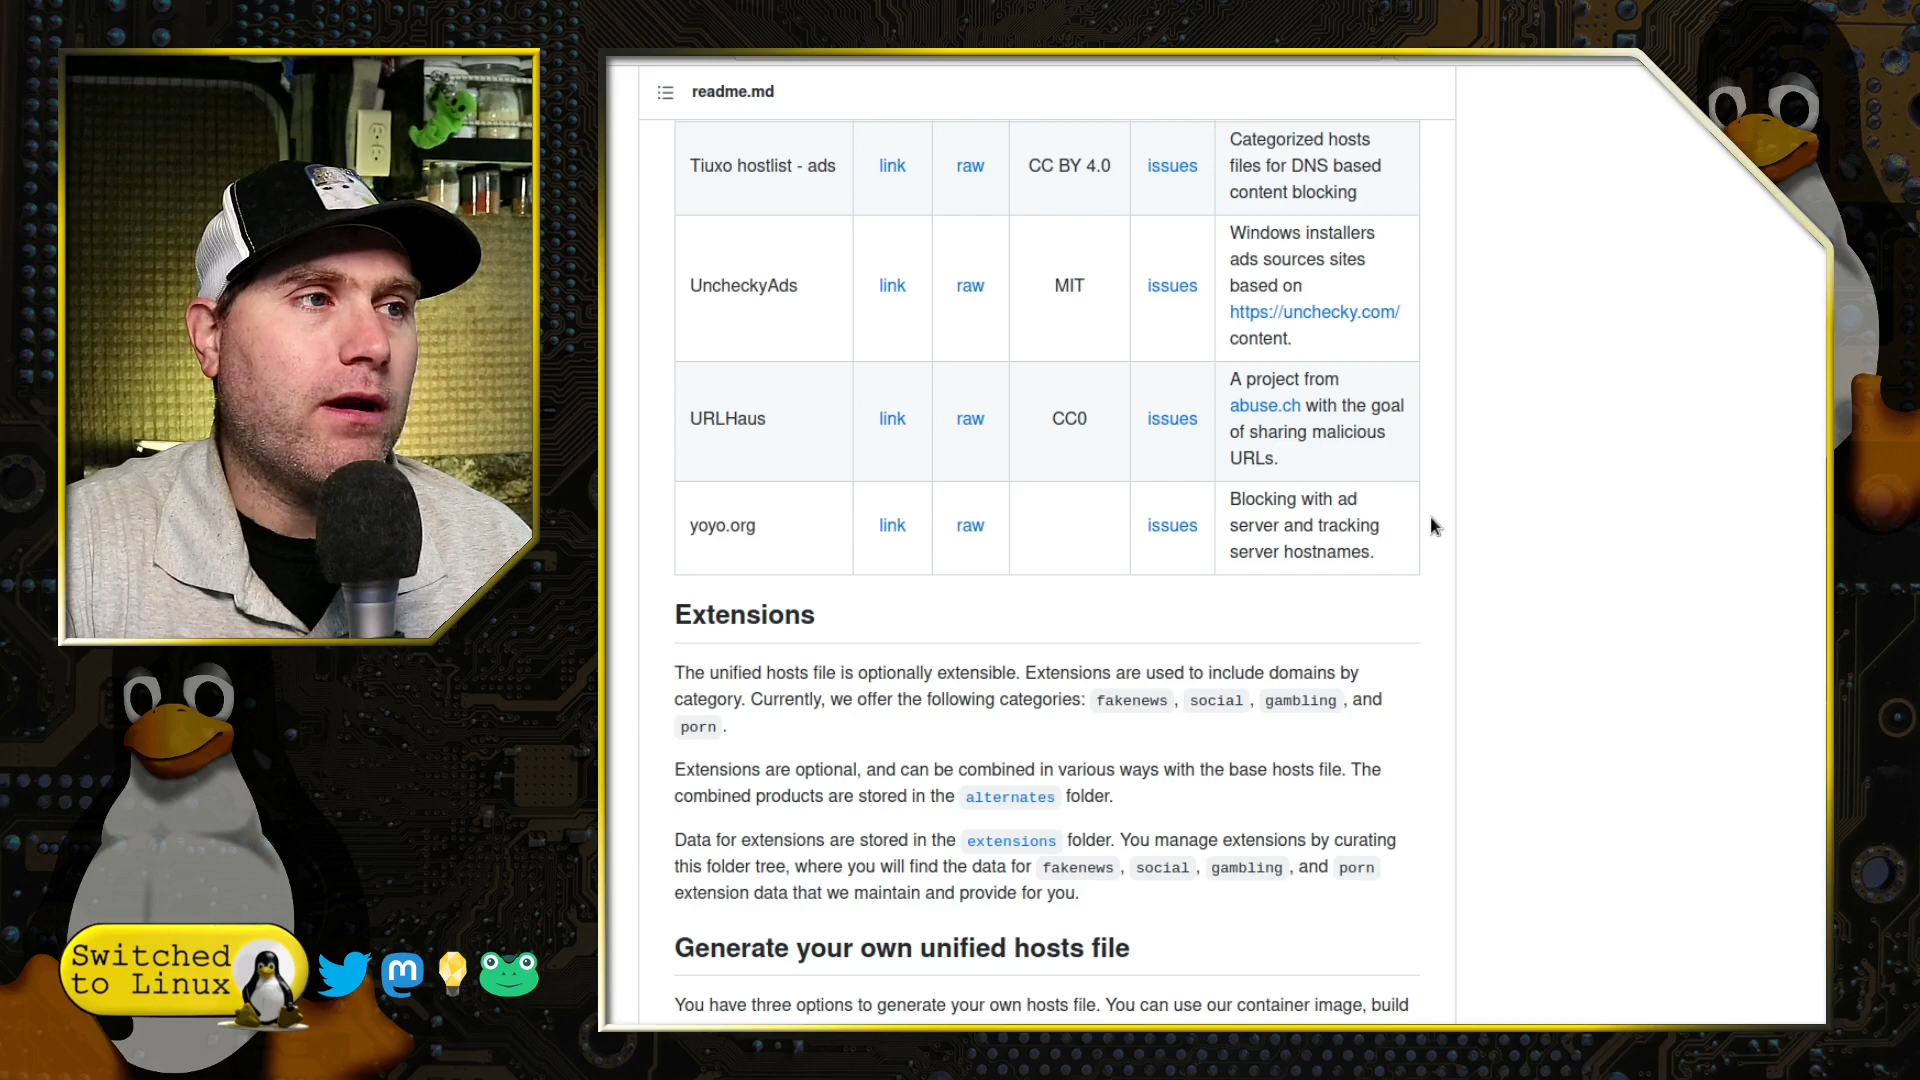 readme.md
Tiuxo hostlist - ads link raw CC BY 4.0 issues Categorized hosts
files for DNS based
content blocking
UncheckyAds link raw MIT issues Windows installers
ads sources sites
based on
https://unchecky.com/
content.
URLHaus link raw CC0 issues A project from
abuse.ch with the goal
of sharing malicious
URLs.
yoyo.org link raw issues Blocking with ad
server and tracking
server hostnames.
Extensions
The unified hosts file is optionally extensible. Extensions are used to include domains by
category. Currently, we offer the following categories: fakenews, social, gambling, and
porn.
Extensions are optional, and can be combined in various ways with the base hosts file. The
combined products are stored in the alternates folder.
Data for extensions are stored in the extensions folder. You manage extensions by curating
this folder tree, where you will find the data for fakenews, social, gambling, and porn
extension data that we maintain and provide for you.
Generate your own unified hosts file
You have three options to generate your own hosts file. You can use our container image, build
Switched
to Linux
m